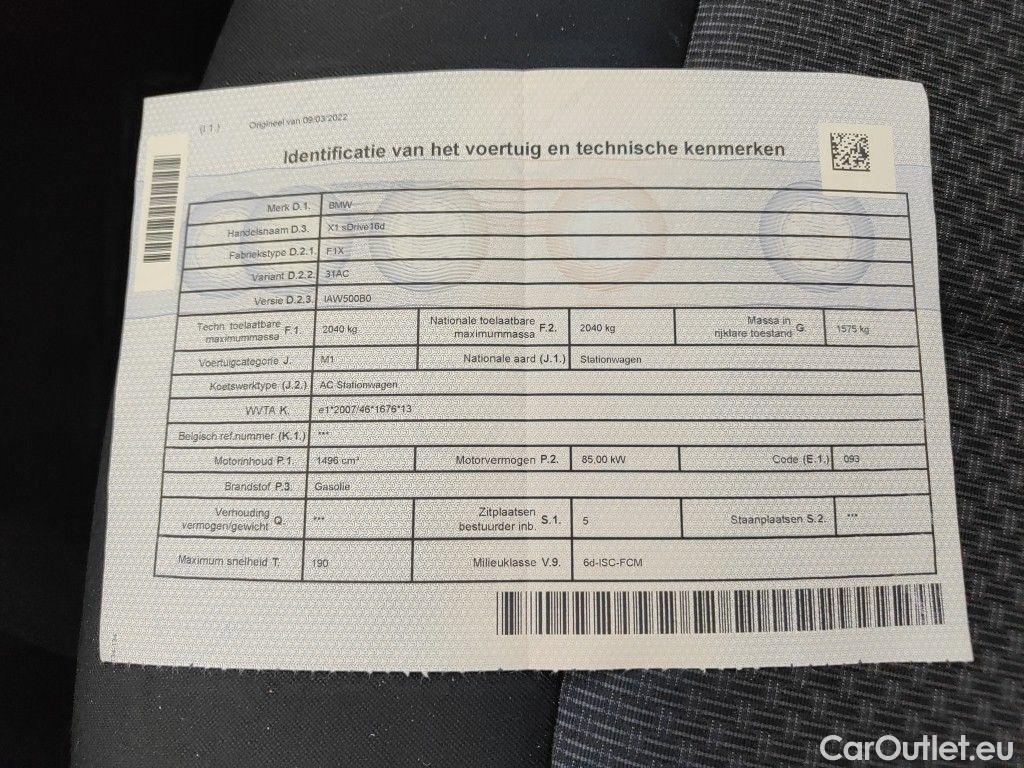 (I.1.) Origineel van 09/03/2022
Identificatie van het voertuig en technische kenmerken
Merk D.1. BMW
Handelsnaam D.3. X1 sDrive16d
Fabriekstype D.2.1. F1X
Variant D.2.2. 31AC
Versie D.2.3. IAW500B0
Techn. toelaatbare maximummassa F.1. 2040 kg Nationale toelaatbare maximummassa F.2. 2040 kg Massa in rijklare toestand G. 1575 kg
Voertuigcategorie J. M1 Nationale aard (J.1.) Stationwagen
Koetswerktype (J.2.) AC Stationwagen
WVTA K. e1*2007/46*1676*13
Belgisch ref.nummer (K.1.) ***
Motorinhoud P.1. 1496 cm³ Motorvermogen P.2. 85,00 kW Code (E.1.) 093
Brandstof P.3. Gasolie
Verhouding vermogen/gewicht Q. *** Zitplaatsen bestuurder inb. S.1. 5 Staanplaatsen S.2. ***
Maximum snelheid T. 190 Milieuklasse V.9. 6d-ISC-FCM
CarOutlet.eu